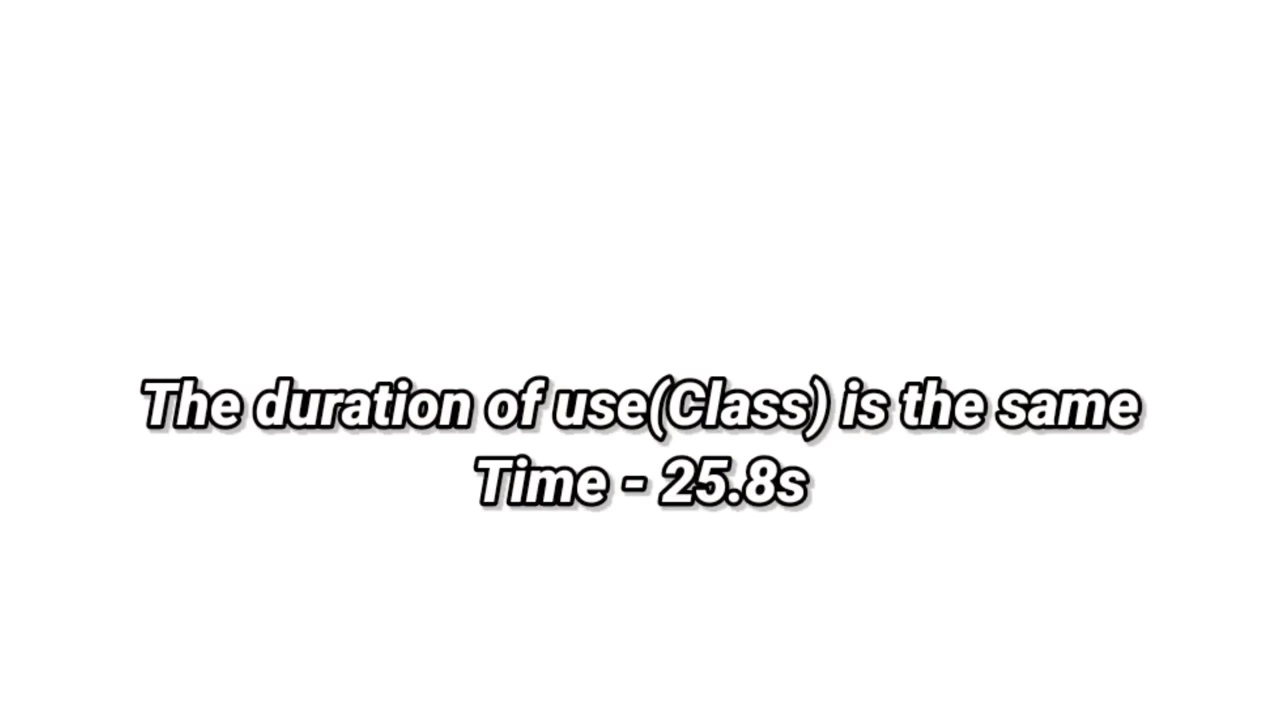 The duration of use(Class) is the same
Time - 25.8s